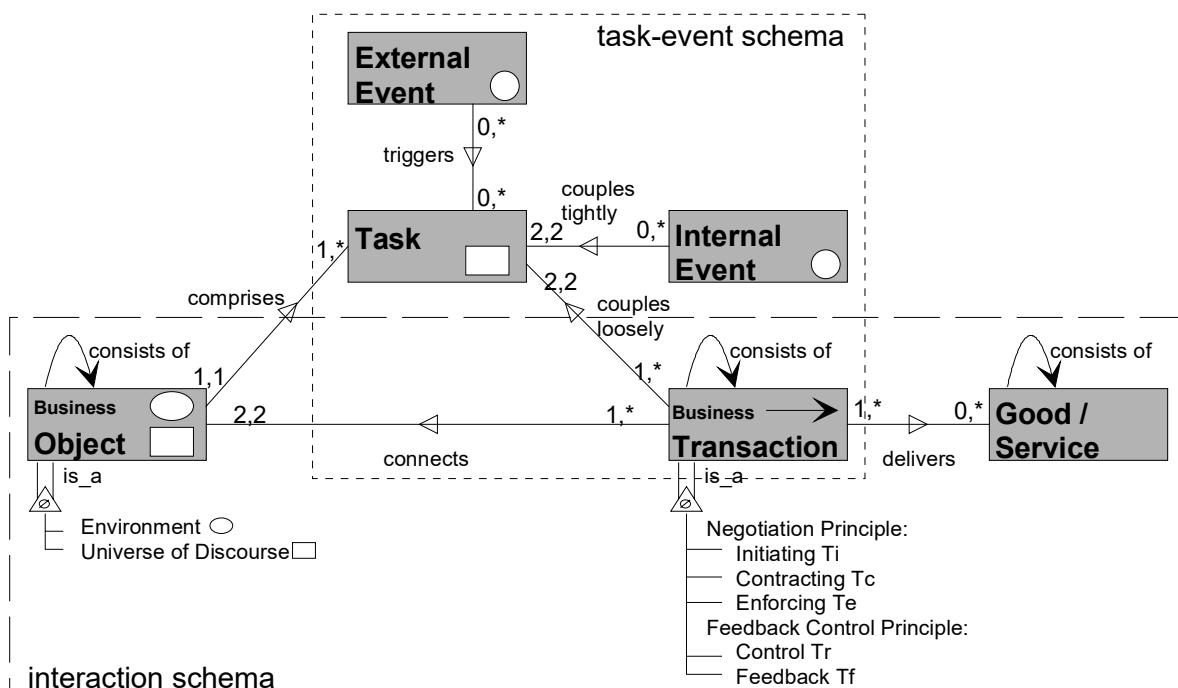 task-event schema
External
Event
0,*
triggers
0,*
couples
tightly
Task
2,2
0,*
Internal
Event
1,*
2,2
comprises
couples
loosely
consists of
consists of
consists of
1,1
1,*
Business
Object
2,2
1,*
Business
Transaction
1,*
0,*
Good /
Service
connects
delivers
is_a
is_a
Environment
Universe of Discourse
Negotiation Principle:
Initiating Ti
Contracting Tc
Enforcing Te
Feedback Control Principle:
Control Tr
Feedback Tf
interaction schema